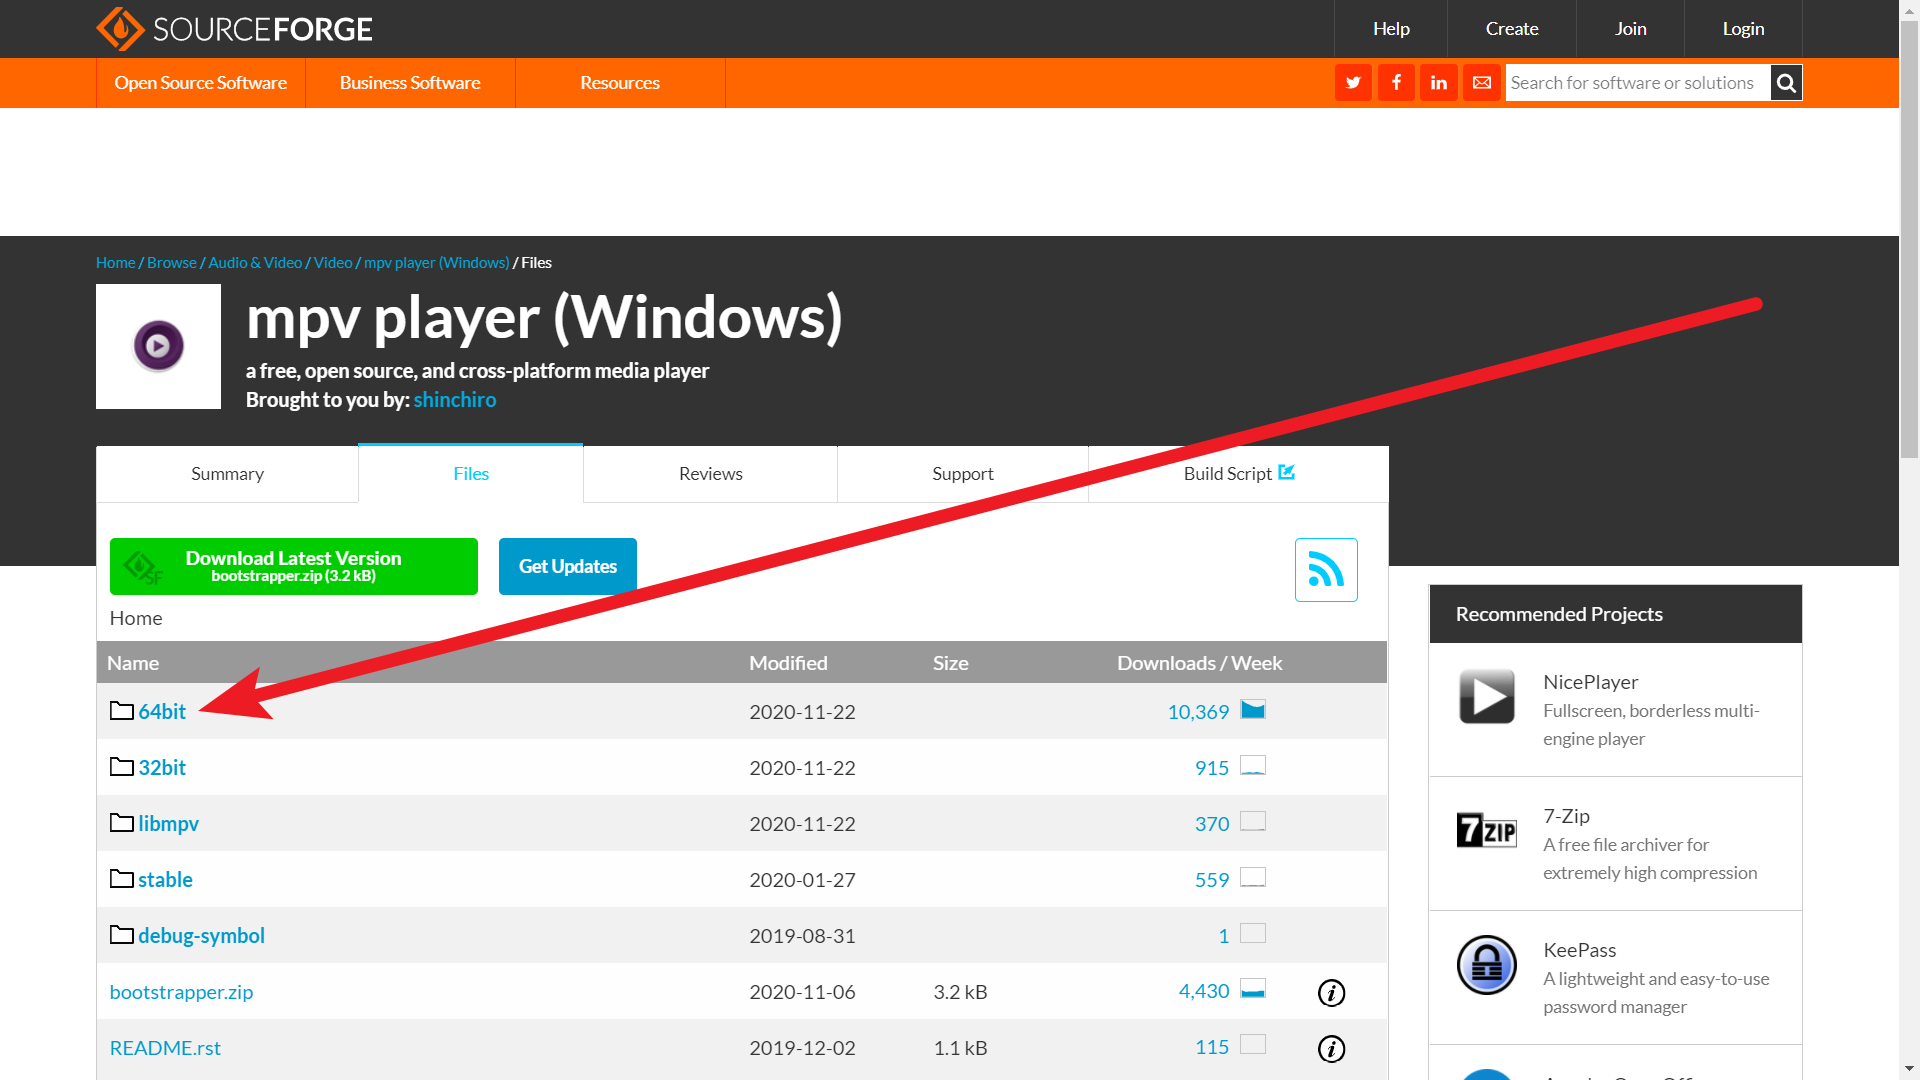 SOURCEFORGE
Help
Create
Join
Login
Open Source Software
Business Software
Resources
Search for software or solutions
Home / Browse / Audio & Video / Video / mpv player (Windows) / Files
mpv player (Windows)
a free, open source, and cross-platform media player
Brought to you by: shinchiro
Summary
Files
Reviews
Support
Build Script
Download Latest Version
bootstrapper.zip (3.2 kB)
SF
Get Updates
Home
Name Modified Size Downloads / Week
64bit 2020-11-22 10,369
32bit 2020-11-22 915
libmpv 2020-11-22 370
stable 2020-01-27 559
debug-symbol 2019-08-31 1
bootstrapper.zip 2020-11-06 3.2 kB 4,430 i
README.rst 2019-12-02 1.1 kB 115 i
Recommended Projects
NicePlayer
Fullscreen, borderless multi-
engine player
7ZIP
7-Zip
A free file archiver for
extremely high compression
KeePass
A lightweight and easy-to-use
password manager